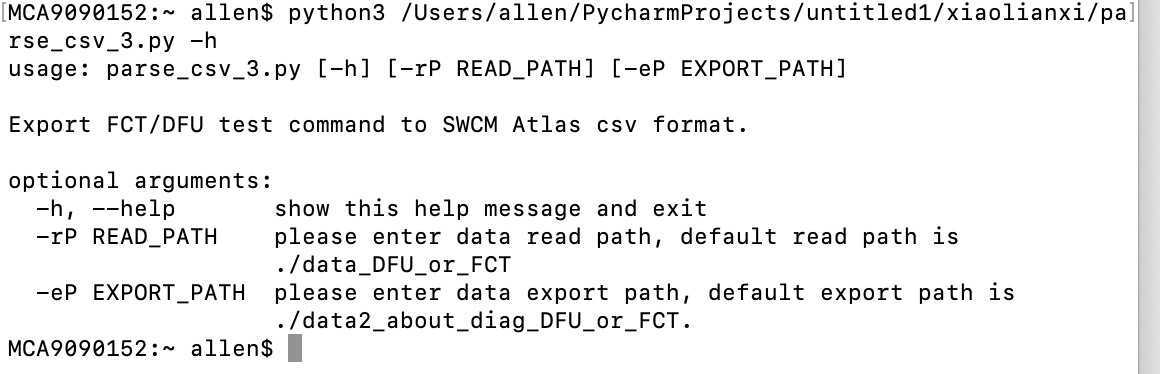 [MCA9090152:~ allen$ python3 /Users/allen/PycharmProjects/untitled1/xiaolianxi/pa]
rse_csv_3.py -h
usage: parse_csv_3.py [-h] [-rP READ_PATH] [-eP EXPORT_PATH]
Export FCT/DFU test command to SWCM Atlas csv format.
optional arguments:
-h, --help show this help message and exit
-rP READ_PATH please enter data read path, default read path is
./data_DFU_or_FCT
-eP EXPORT_PATH please enter data export path, default export path is
./data2_about_diag_DFU_or_FCT.
MCA9090152:~ allen$